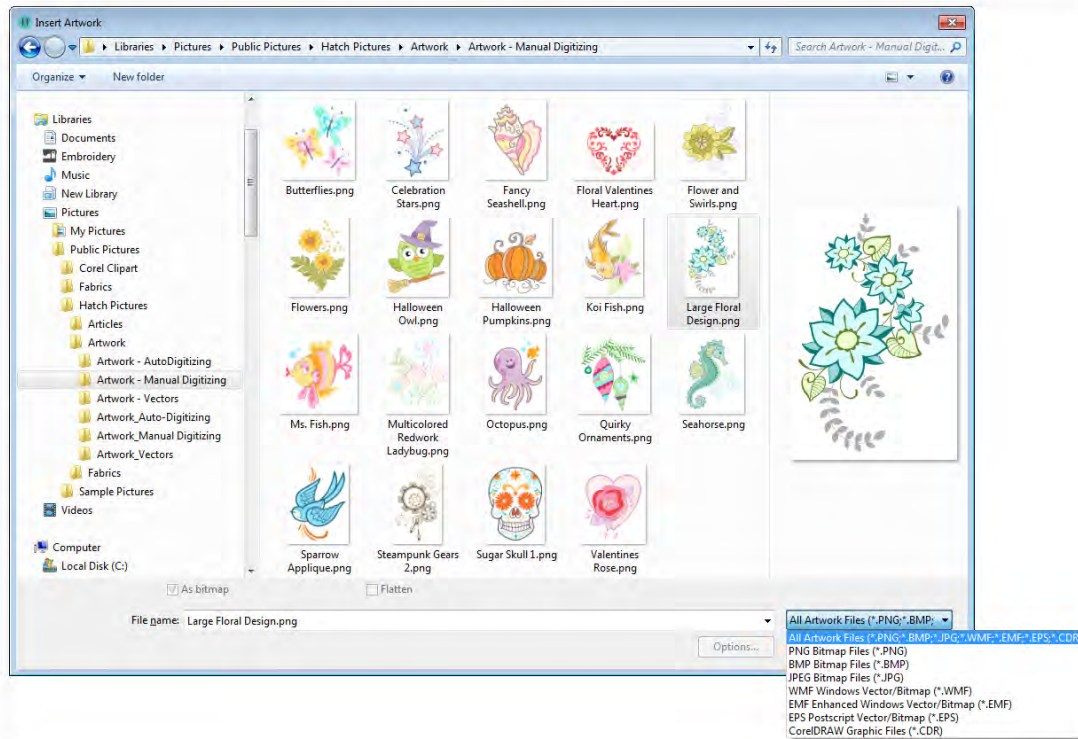 Insert Artwork
Libraries Pictures Public Pictures Hatch Pictures Artwork Artwork - Manual Digitizing
Search Artwork - Manual Digit...
Organize New folder
Libraries
Documents
Embroidery
Music
New Library
Pictures
My Pictures
Public Pictures
Corel Clipart
Fabrics
Hatch Pictures
Articles
Artwork
Artwork - AutoDigitizing
Artwork - Manual Digitizing
Artwork - Vectors
Artwork_Auto-Digitizing
Artwork_Manual Digitizing
Artwork_Vectors
Fabrics
Sample Pictures
Videos
Computer
Local Disk (C:)
Butterflies.png
Celebration
Stars.png
Fancy
Seashell.png
Floral Valentines
Heart.png
Flower and
Swirls.png
Flowers.png
Halloween
Owl.png
Halloween
Pumpkins.png
Koi Fish.png
Large Floral
Design.png
Ms. Fish.png
Multicolored
Redwork
Ladybug.png
Octopus.png
Quirky
Ornaments.png
Seahorse.png
Sparrow
Applique.png
Steampunk Gears
2.png
Sugar Skull 1.png
Valentines
Rose.png
As bitmap
Flatten
File name: Large Floral Design.png
All Artwork Files (*.PNG;*.BMP;
Options...
All Artwork Files (*.PNG;*.BMP;*.JPG;*.WMF;*.EMF;*.EPS;*.CDR
PNG Bitmap Files (*.PNG)
BMP Bitmap Files (*.BMP)
JPEG Bitmap Files (*.JPG)
WMF Windows Vector/Bitmap (*.WMF)
EMF Enhanced Windows Vector/Bitmap (*.EMF)
EPS Postscript Vector/Bitmap (*.EPS)
CorelDRAW Graphic Files (*.CDR)